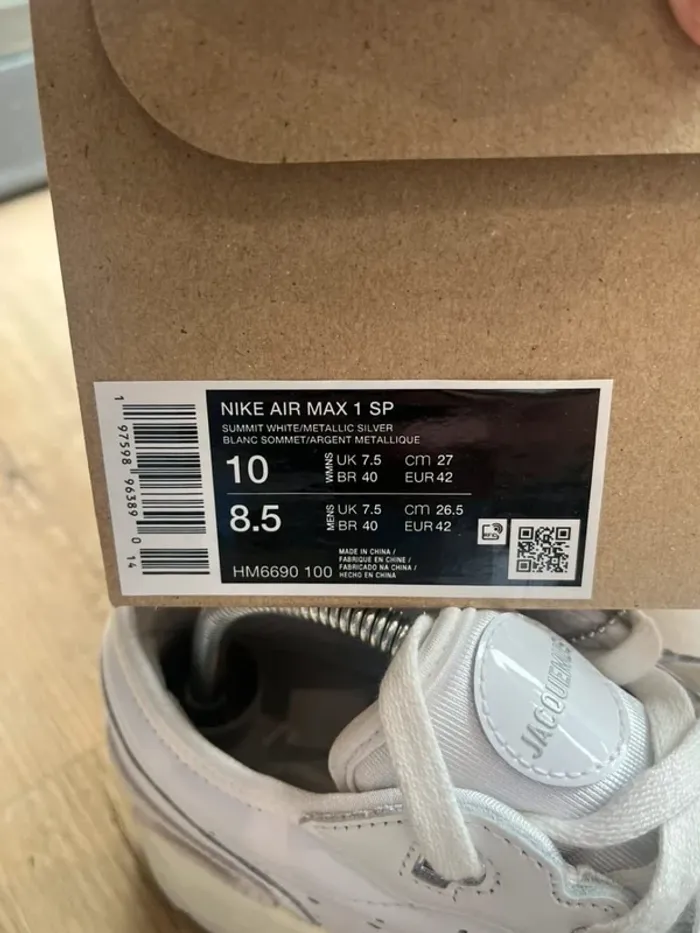 NIKE AIR MAX 1 SP
SUMMIT WHITE/METALLIC SILVER
BLANC SOMMET/ARGENT METALLIQUE
10 WMNS UK 7.5 cm 27
BR 40 EUR 42
8.5 MENS UK 7.5 cm 26.5
BR 40 EUR 42
MADE IN CHINA /
FABRIQUE EN CHINE /
FABRICADO NA CHINA /
HM6690 100 HECHO EN CHINA
1 97598 96389 0 14
RFID
JACQUEMUS